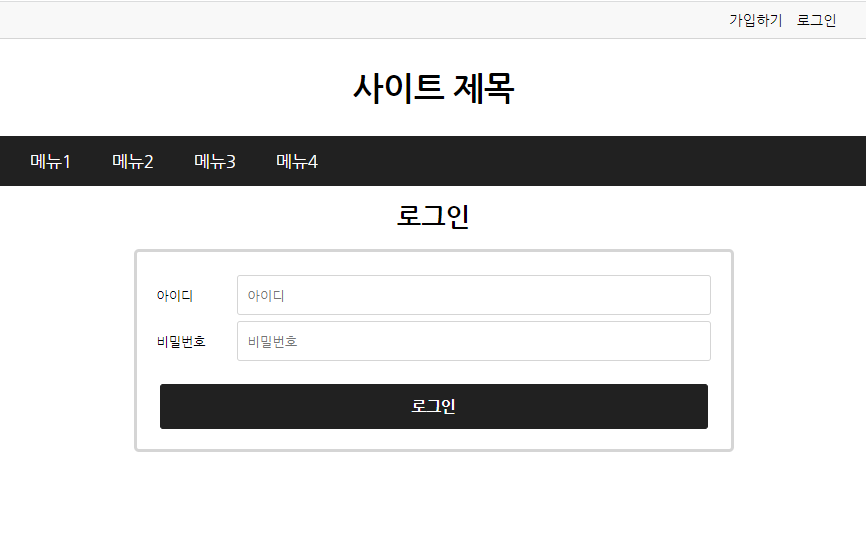 가입하기 로그인
사이트 제목
메뉴1 메뉴2 메뉴3 메뉴4
로그인
아이디 아이디
비밀번호 비밀번호
로그인